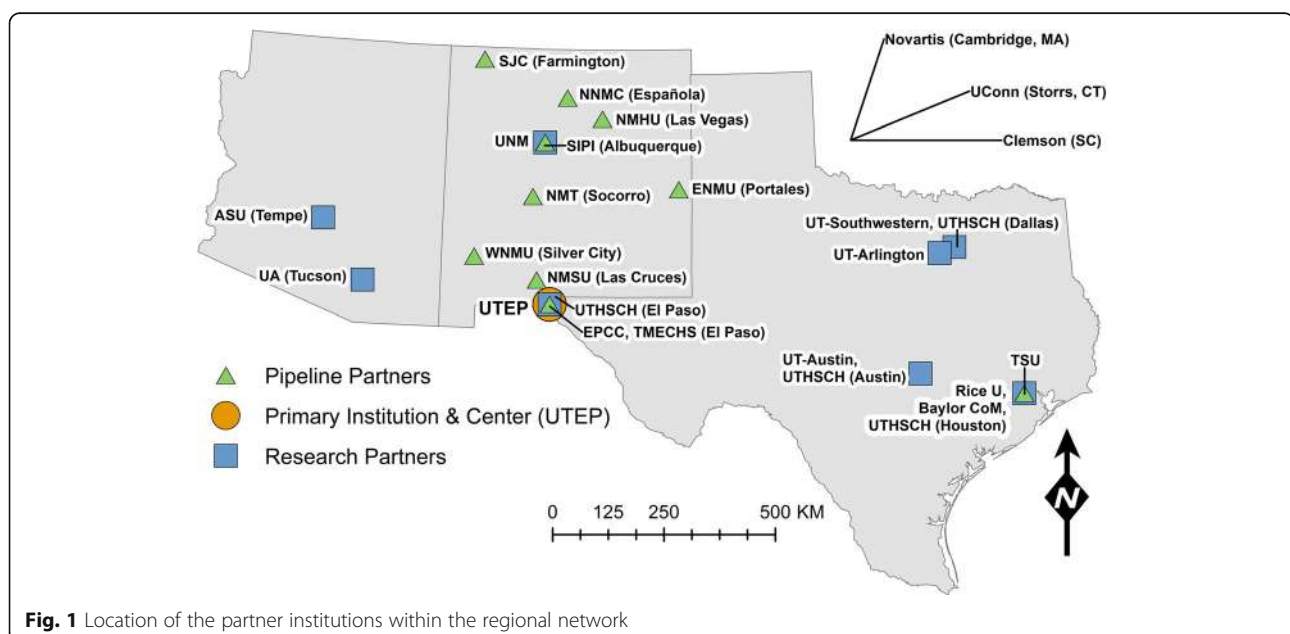 Novartis (Cambridge, MA)
SJC (Farmington)
UConn (Storrs, CT)
NNMC (Española)
NMHU (Las Vegas)
Clemson (SC)
UNM
SIPI (Albuquerque)
ENMU (Portales)
NMT (Socorro)
ASU (Tempe)
UT-Southwestern, UTHSCH (Dallas)
UT-Arlington
WNMU (Silver City)
UA (Tucson)
NMSU (Las Cruces)
UTEP
UTHSCH (El Paso)
EPCC, TMECHS (El Paso)
UT-Austin,
UTHSCH (Austin)
TSU
Rice U,
Baylor CoM,
UTHSCH (Houston)
Pipeline Partners
Primary Institution & Center (UTEP)
Research Partners
0 125 250 500 KM
N
Fig. 1 Location of the partner institutions within the regional network